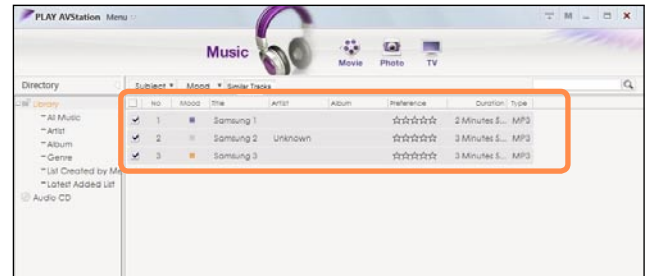 PLAY AVStation Menu
Music
Movie Photo TV
Directory
Subject Mood Similar Tracks
Library
All Music
Artist
Album
Genre
List Created by Me
Latest Added List
Audio CD
No Mood Title Artist Album Preference Duration Type
1 Samsung 1 ☆☆☆☆☆ 2 Minutes S... MP3
2 Samsung 2 Unknown ☆☆☆☆☆ 3 Minutes S... MP3
3 Samsung 3 ☆☆☆☆☆ 3 Minutes S... MP3